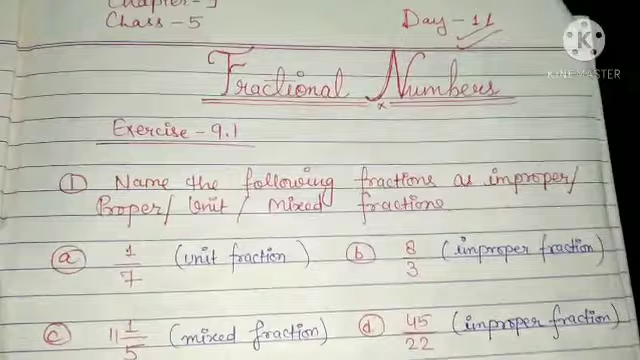 Chapter - 9
Class - 5
Day - 11
KINEMASTER
Fractional Numbers
Exercise - 9.1
① Name the following fractions as improper/
Proper/ Unit / mixed fractions
ⓐ 1/7 (unit fraction) ⓑ 8/3 (improper fraction)
ⓒ 11 1/5 (mixed fraction) ⓓ 45/22 (improper fraction)